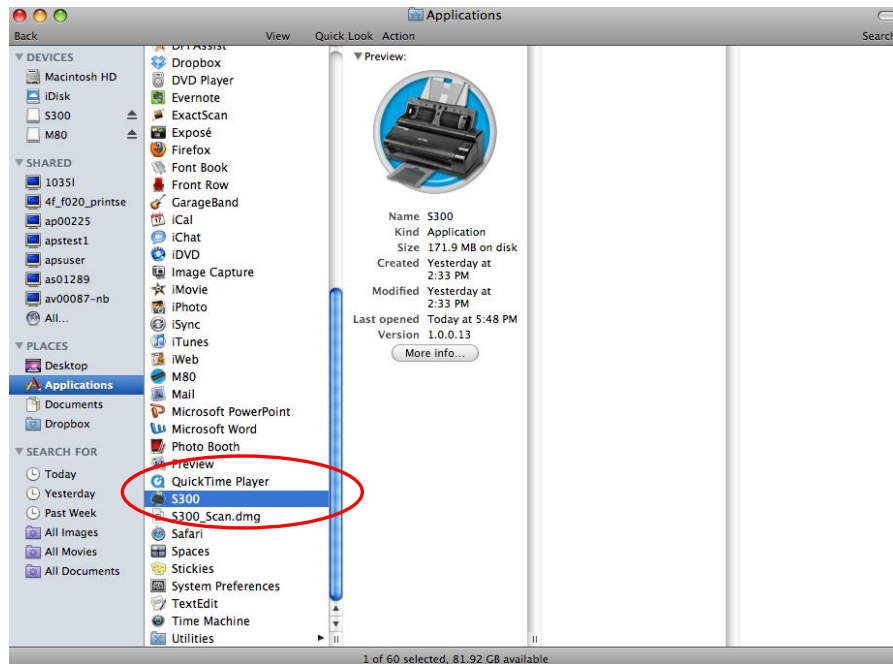 Applications
Back View Quick Look Action Search
DEVICES
Macintosh HD
iDisk
S300
M80
SHARED
1035l
4f_f020_printse
ap00225
apstest1
apsuser
as01289
av00087-nb
All...
PLACES
Desktop
Applications
Documents
Dropbox
SEARCH FOR
Today
Yesterday
Past Week
All Images
All Movies
All Documents
DPI Assist
Dropbox
DVD Player
Evernote
ExactScan
Exposé
Firefox
Font Book
Front Row
GarageBand
iCal
iChat
iDVD
Image Capture
iMovie
iPhoto
iSync
iTunes
iWeb
M80
Mail
Microsoft PowerPoint
Microsoft Word
Photo Booth
Preview
QuickTime Player
S300
S300_Scan.dmg
Safari
Spaces
Stickies
System Preferences
TextEdit
Time Machine
Utilities
Preview:
Name S300
Kind Application
Size 171.9 MB on disk
Created Yesterday at
2:33 PM
Modified Yesterday at
2:33 PM
Last opened Today at 5:48 PM
Version 1.0.0.13
More info...
1 of 60 selected, 81.92 GB available